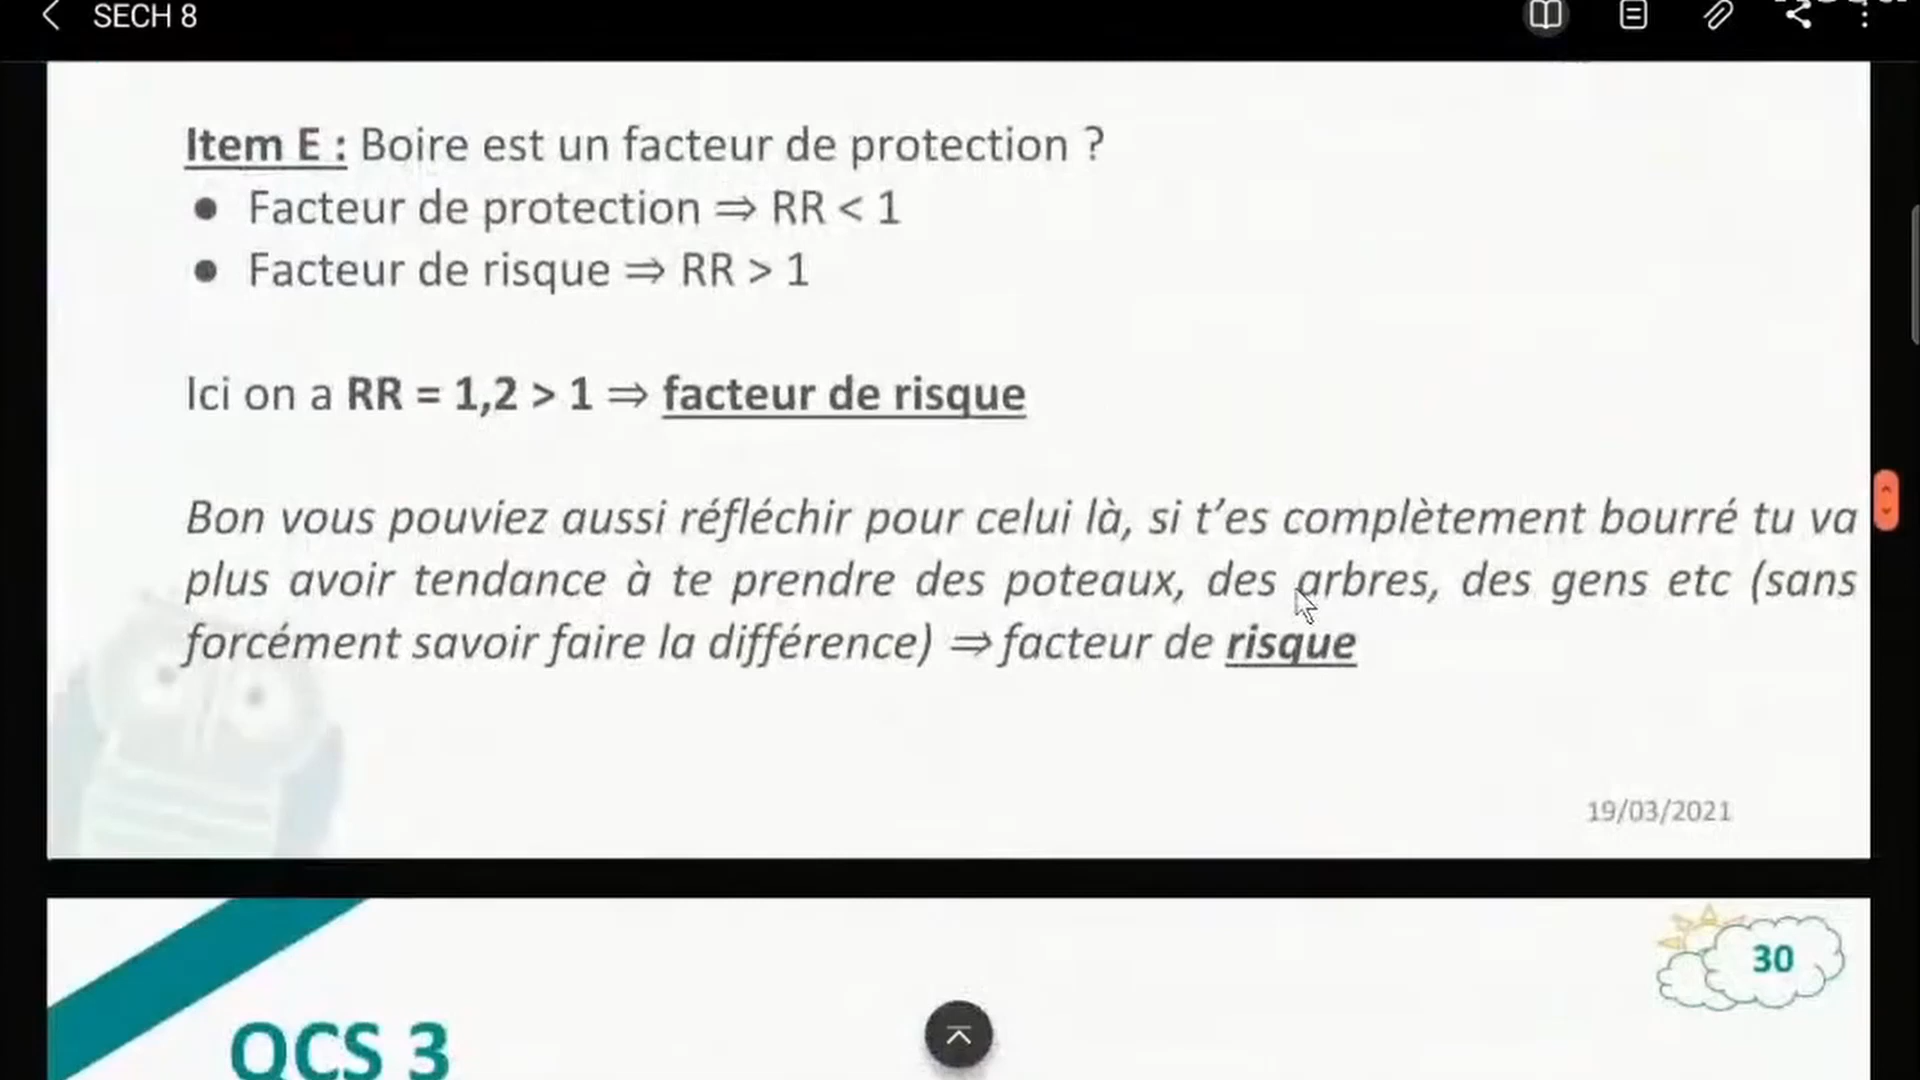 SECH 8
Item E : Boire est un facteur de protection ?
● Facteur de protection ⇒ RR < 1
● Facteur de risque ⇒ RR > 1
Ici on a RR = 1,2 > 1 ⇒ facteur de risque
Bon vous pouviez aussi réfléchir pour celui là, si t’es complètement bourré tu va
plus avoir tendance à te prendre des poteaux, des arbres, des gens etc (sans
forcément savoir faire la différence) ⇒ facteur de risque
19/03/2021
30
QCS 3